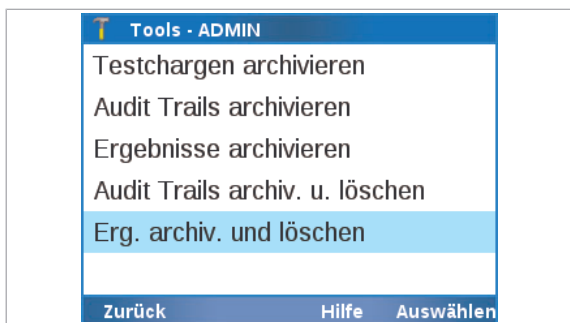 Tools - ADMIN
Testchargen archivieren
Audit Trails archivieren
Ergebnisse archivieren
Audit Trails archiv. u. löschen
Erg. archiv. und löschen
Zurück Hilfe Auswählen